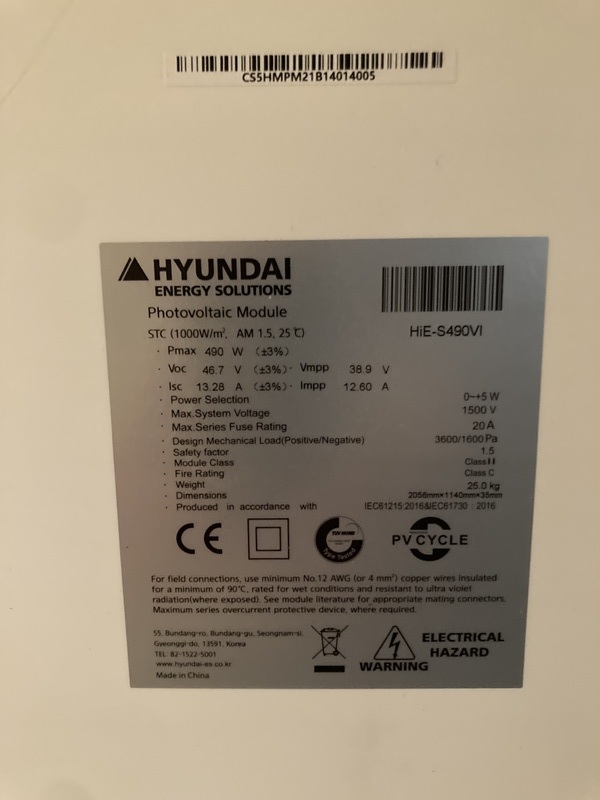 CS5HMPM21B14014005
HYUNDAI
ENERGY SOLUTIONS
Photovoltaic Module
STC (1000W/m², AM 1.5, 25℃)
HiE-S490VI
· Pmax 490 W (±3%)
· Voc 46.7 V (±3%)· Vmpp 38.9 V
· Isc 13.28 A (±3%)· Impp 12.60 A
· Power Selection 0~+5 W
· Max.System Voltage 1500 V
· Max.Series Fuse Rating 20 A
· Design Mechanical Load(Positive/Negative) 3600/1600 Pa
· Safety factor 1.5
· Module Class Class II
· Fire Rating Class C
· Weight 25.0 kg
· Dimensions 2056mm×1140mm×35mm
· Produced in accordance with IEC61215:2016&IEC61730 : 2016
CE
Type Tested
PV CYCLE
For field connections, use minimum No.12 AWG (or 4 mm²) copper wires insulated
for a minimum of 90℃, rated for wet conditions and resistant to ultra violet
radiation(where exposed). See module literature for appropriate mating connectors.
Maximum series overcurrent protective device, where required.
55, Bundang-ro, Bundang-gu, Seongnam-si,
Gyeonggi-do, 13591, Korea
TEL: 82-1522-5001
www.hyundai-es.co.kr
Made in China
WARNING
ELECTRICAL
HAZARD